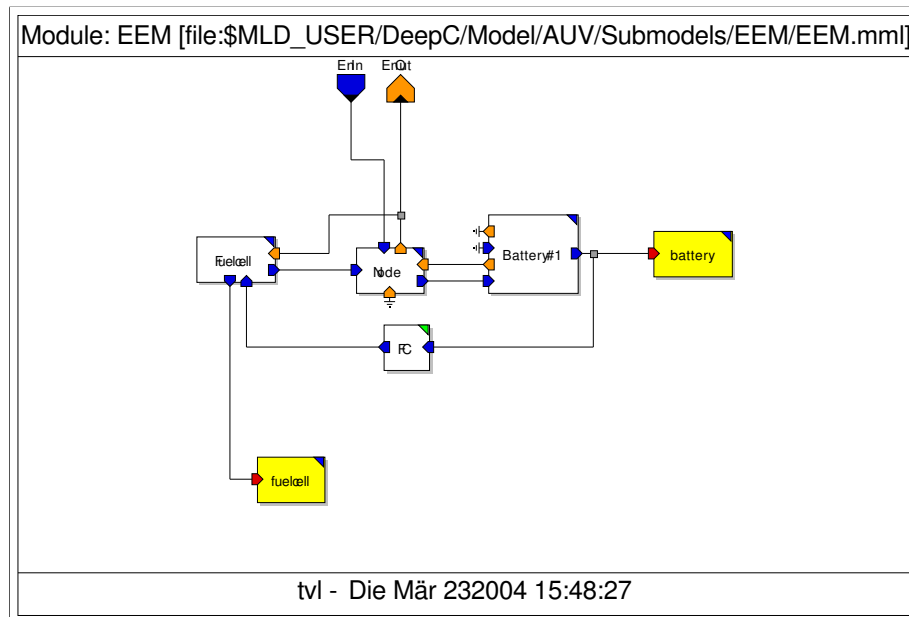 Module: EEM [file:$MLD_USER/DeepC/Model/AUV/Submodels/EEM/EEM.mml]
EnIn EnOut
Fuelcell Node Battery#1 battery
FC
fuelcell
tvl - Die Mär 232004 15:48:27